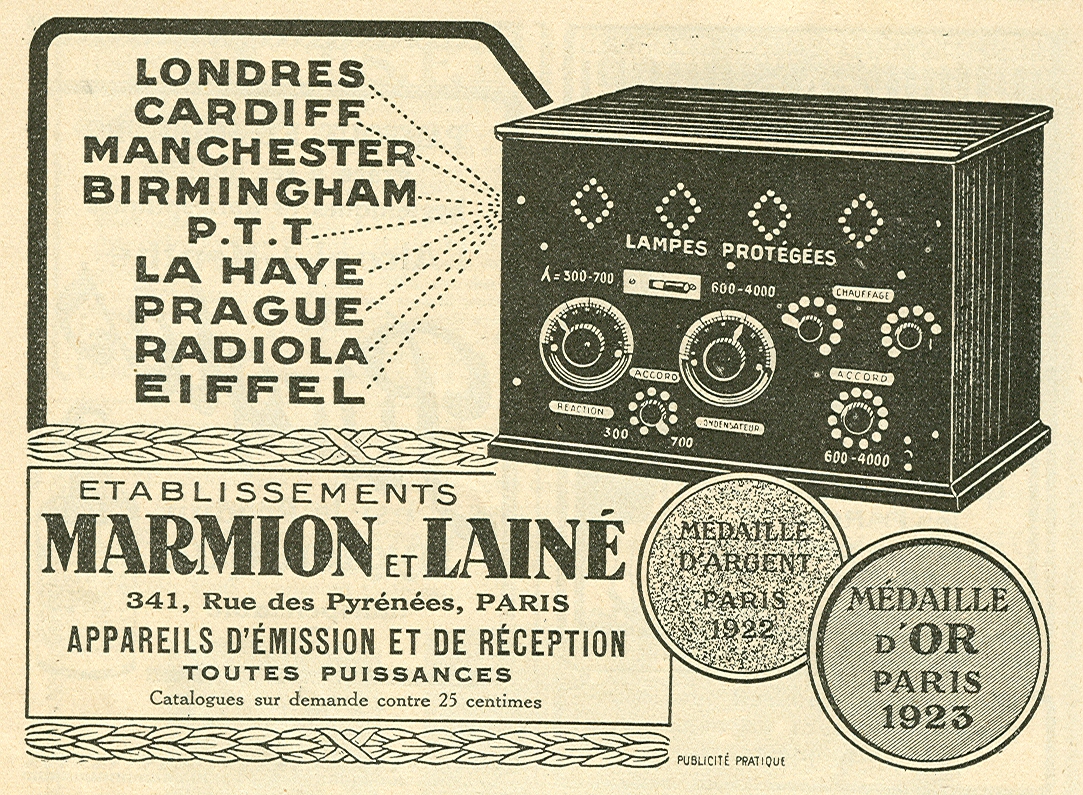 LONDRES
CARDIFF
MANCHESTER
BIRMINGHAM
P.T.T
LA HAYE
PRAGUE
RADIOLA
EIFFEL
LAMPES PROTÉGÉES
λ=300-700
600-4000
CHAUFFAGE
ACCORD
ACCORD
REACTION
CONDENSATEUR
300
700
600-4000
ETABLISSEMENTS
MARMION ET LAINÉ
341, Rue des Pyrénées, PARIS
APPAREILS D'ÉMISSION ET DE RÉCEPTION
TOUTES PUISSANCES
Catalogues sur demande contre 25 centimes
MÉDAILLE
D'ARGENT
PARIS
1922
MÉDAILLE
D'OR
PARIS
1923
PUBLICITÉ PRATIQUE